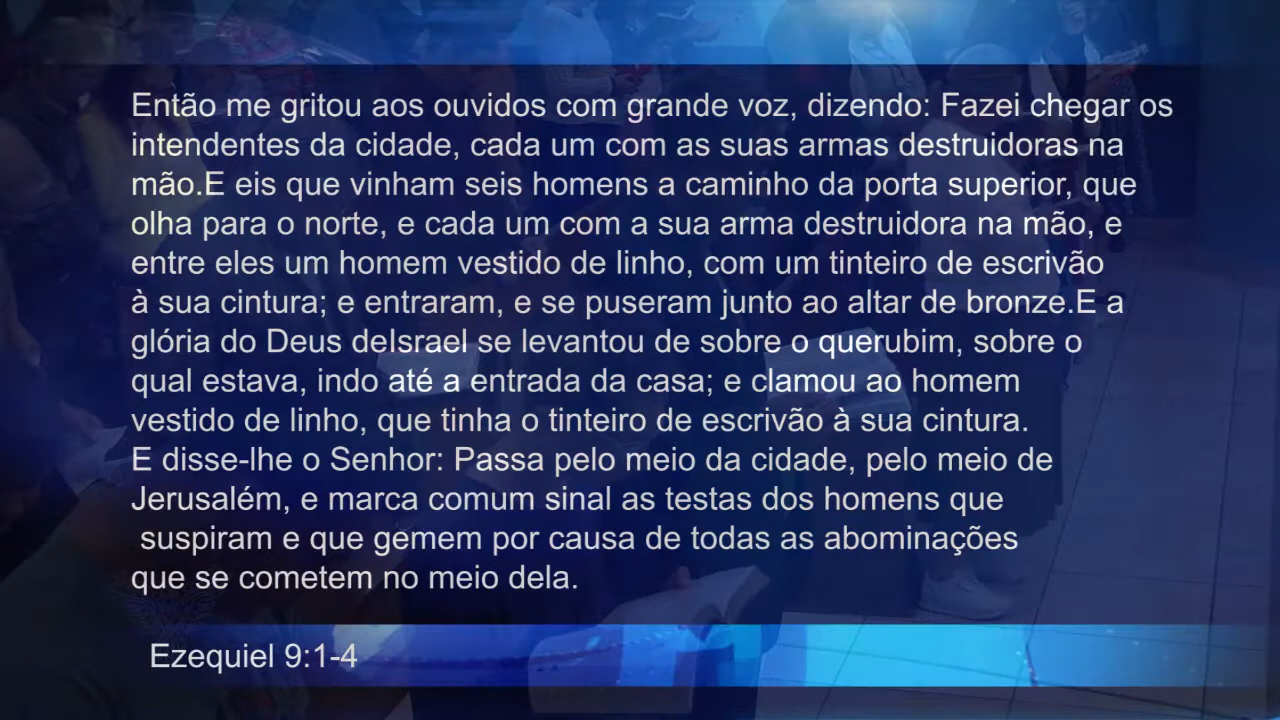 Então me gritou aos ouvidos com grande voz, dizendo: Fazei chegar os
intendentes da cidade, cada um com as suas armas destruidoras na
mão.E eis que vinham seis homens a caminho da porta superior, que
olha para o norte, e cada um com a sua arma destruidora na mão, e
entre eles um homem vestido de linho, com um tinteiro de escrivão
à sua cintura; e entraram, e se puseram junto ao altar de bronze.E a
glória do Deus deIsrael se levantou de sobre o querubim, sobre o
qual estava, indo até a entrada da casa; e clamou ao homem
vestido de linho, que tinha o tinteiro de escrivão à sua cintura.
E disse-lhe o Senhor: Passa pelo meio da cidade, pelo meio de
Jerusalém, e marca comum sinal as testas dos homens que
suspiram e que gemem por causa de todas as abominações
que se cometem no meio dela.
Ezequiel 9:1-4